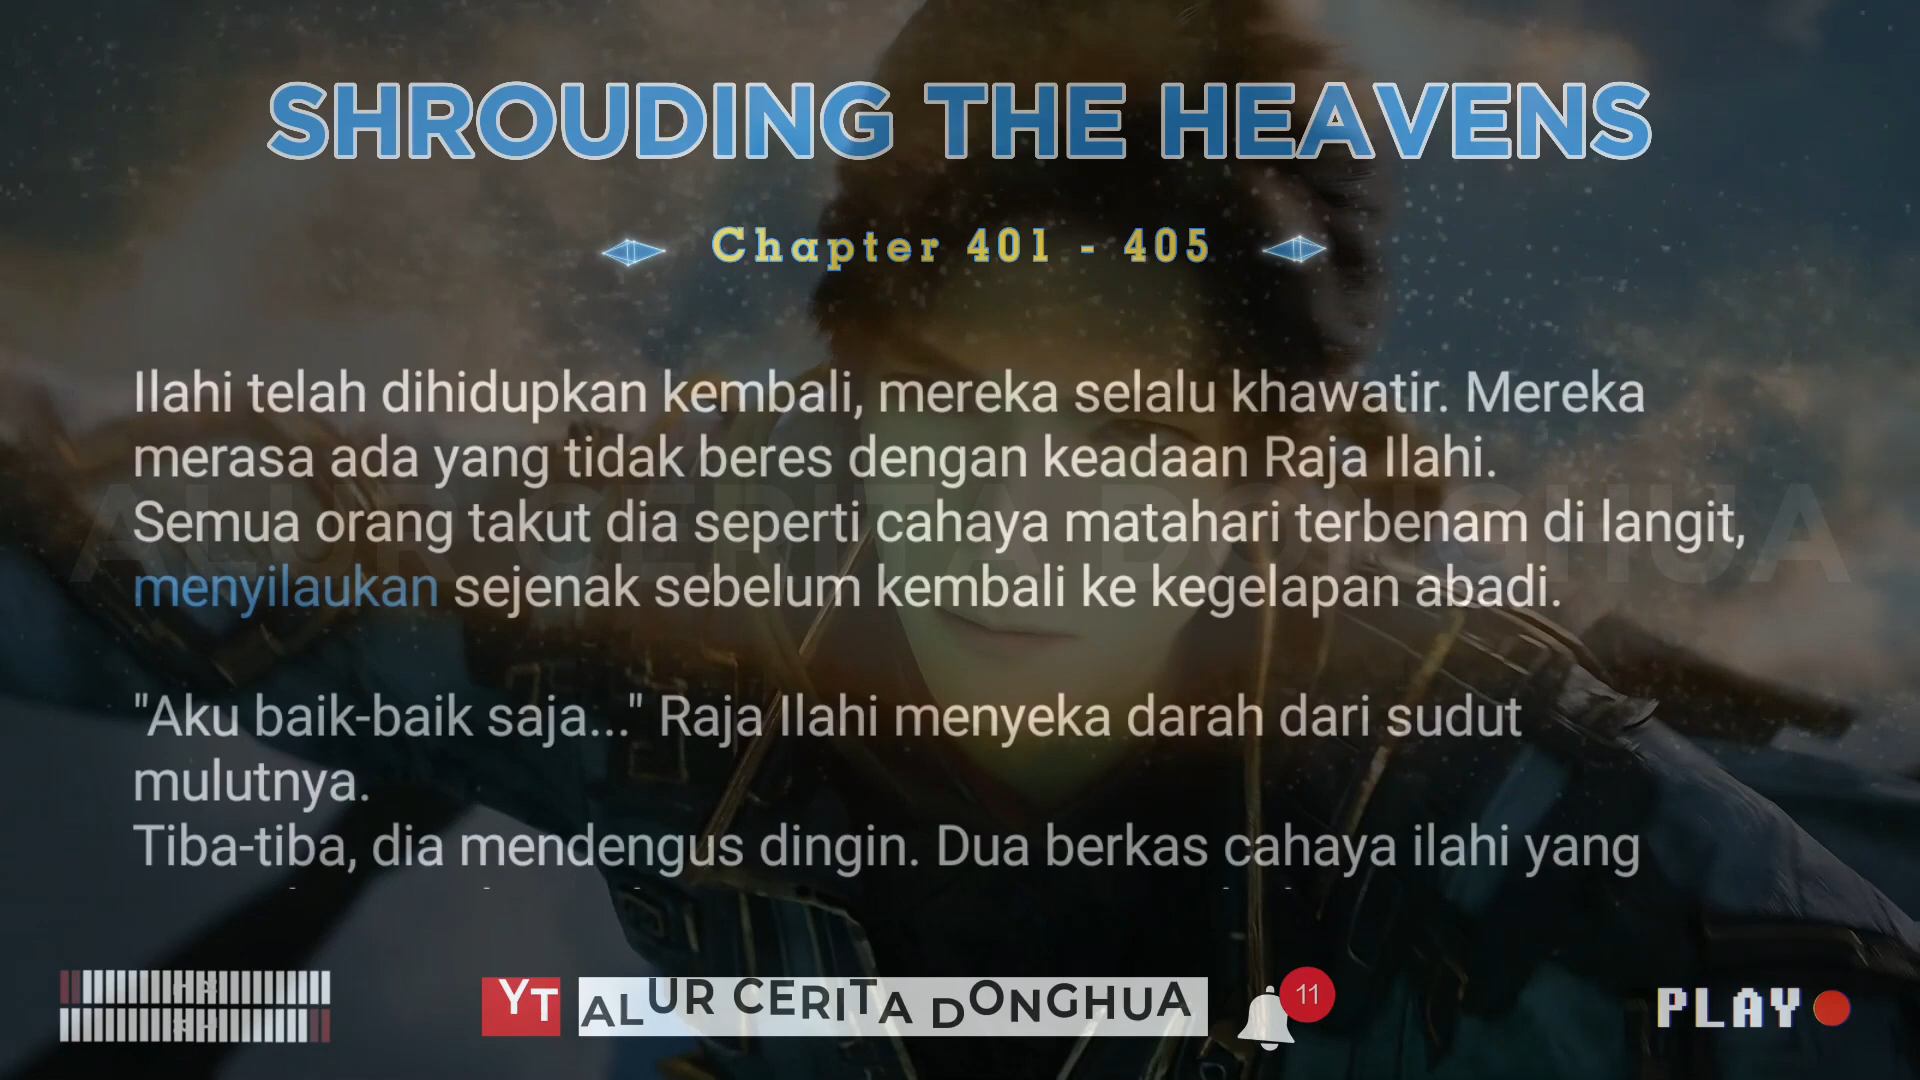 SHROUDING THE HEAVENS
Chapter 401 - 405
Ilahi telah dihidupkan kembali, mereka selalu khawatir. Mereka
merasa ada yang tidak beres dengan keadaan Raja Ilahi.
Semua orang takut dia seperti cahaya matahari terbenam di langit,
menyilaukan sejenak sebelum kembali ke kegelapan abadi.
"Aku baik-baik saja..." Raja Ilahi menyeka darah dari sudut
mulutnya.
Tiba-tiba, dia mendengus dingin. Dua berkas cahaya ilahi yang
ALUR CERITA DONGHUA
YT ALUR CERITA DONGHUA
11
PLAY